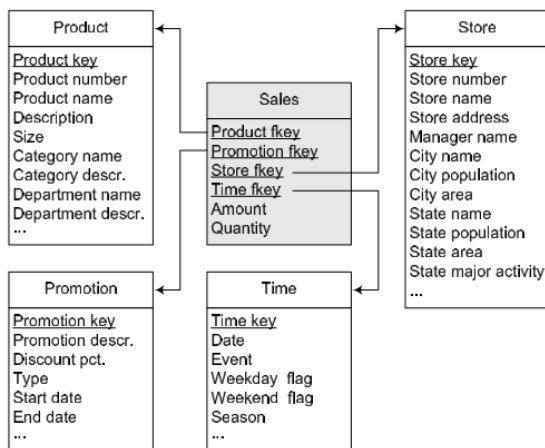 Product
Product key
Product number
Product name
Description
Size
Category name
Category descr.
Department name
Department descr.
...
Sales
Product fkey
Promotion fkey
Store fkey
Time fkey
Amount
Quantity
Store
Store key
Store number
Store name
Store address
Manager name
City name
City population
City area
State name
State population
State area
State major activity
...
Promotion
Promotion key
Promotion descr.
Discount pct.
Type
Start date
End date
...
Time
Time key
Date
Event
Weekday flag
Weekend flag
Season
...